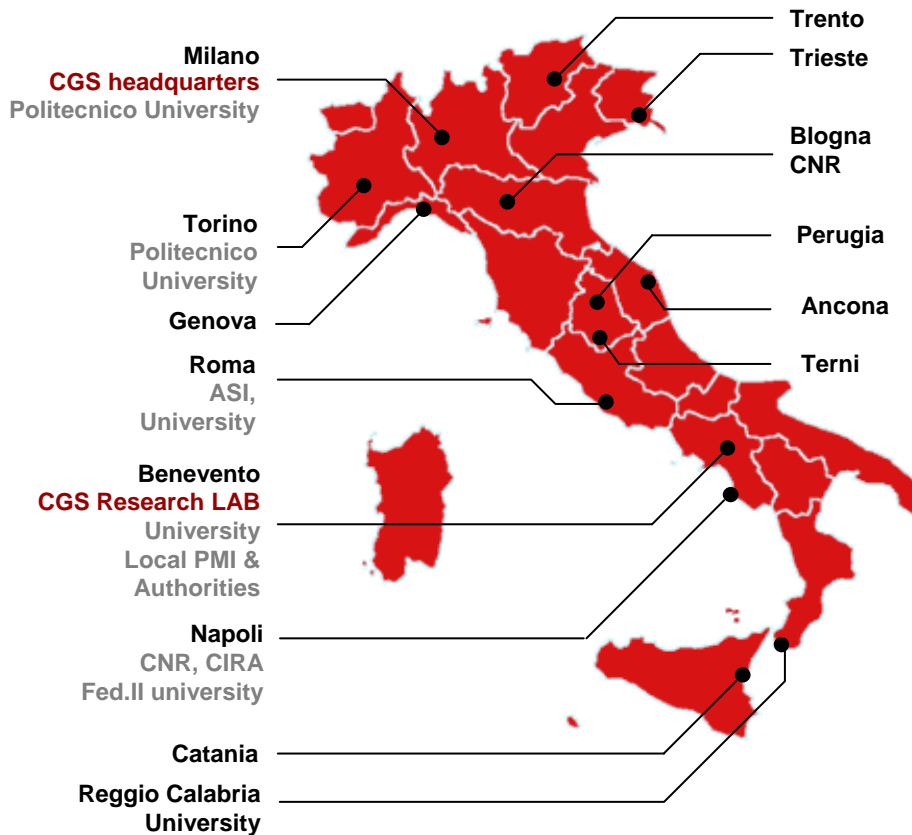 Milano
CGS headquarters
Politecnico University
Torino
Politecnico
University
Genova
Roma
ASI,
University
Benevento
CGS Research LAB
University
Local PMI &
Authorities
Napoli
CNR, CIRA
Fed.II university
Catania
Reggio Calabria
University
Trento
Trieste
Blogna
CNR
Perugia
Ancona
Terni